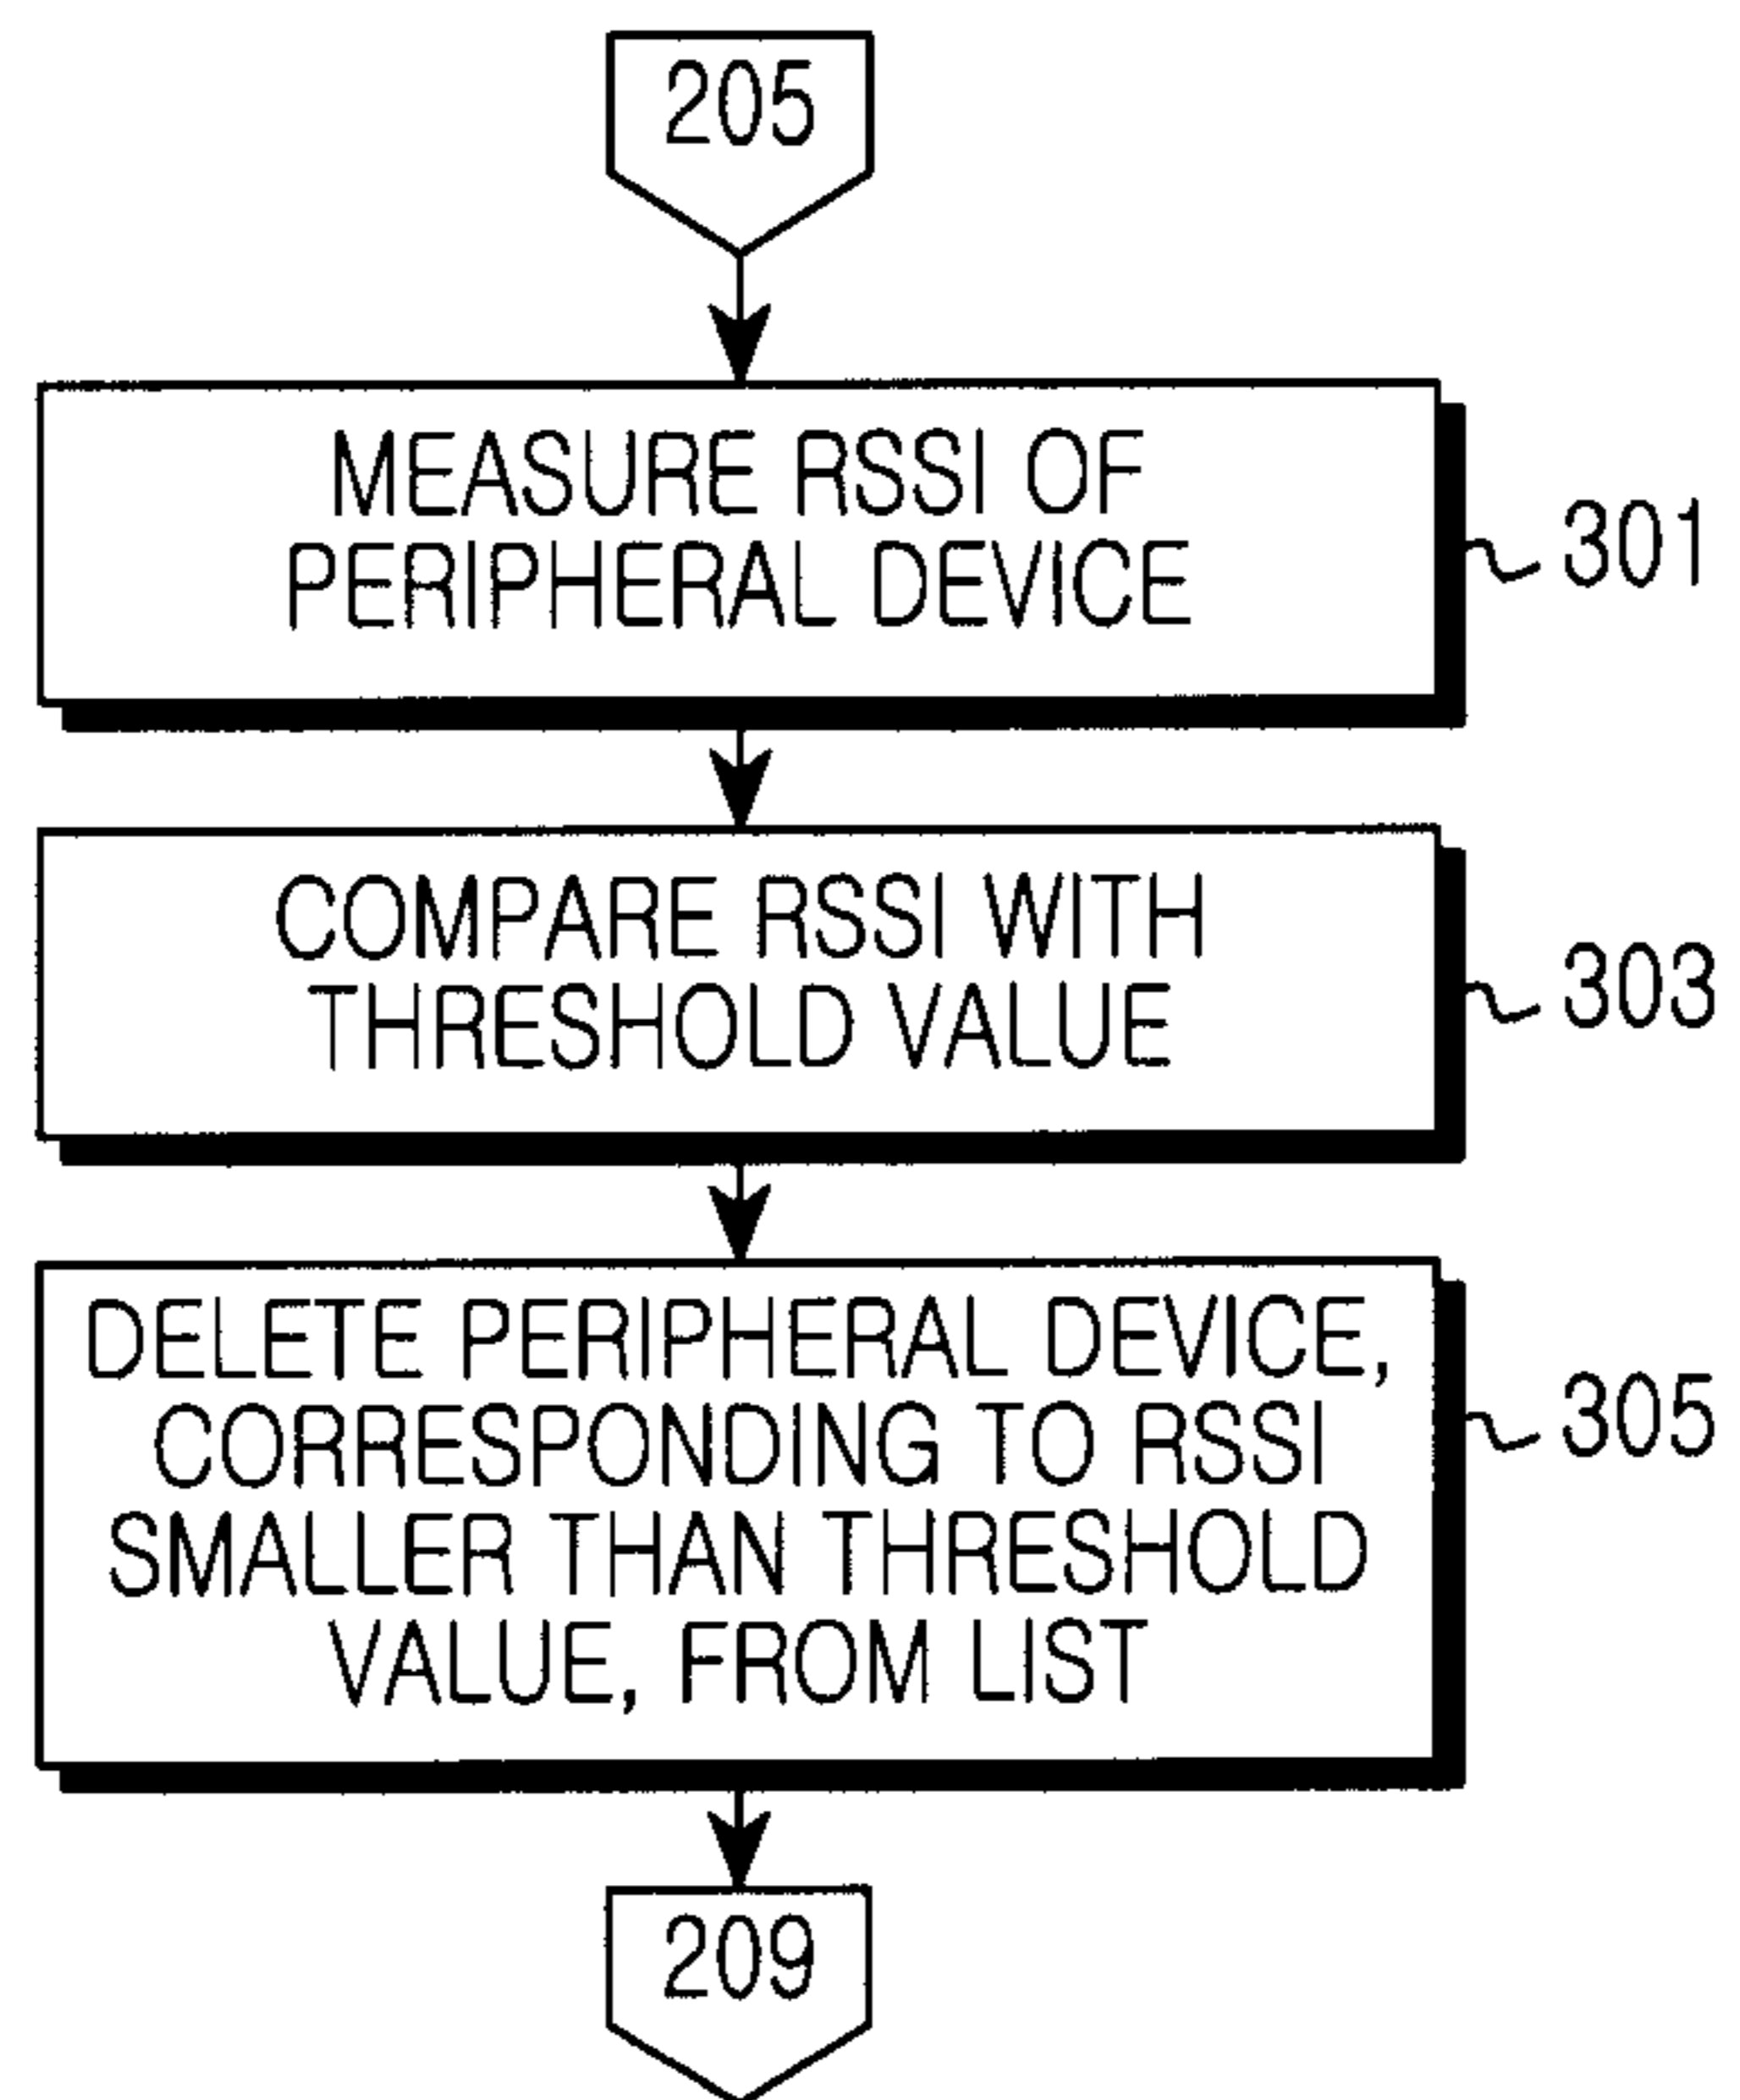 205
MEASURE RSSI OF
PERIPHERAL DEVICE
301
COMPARE RSSI WITH
THRESHOLD VALUE
303
DELETE PERIPHERAL DEVICE,
CORRESPONDING TO RSSI
SMALLER THAN THRESHOLD
VALUE, FROM LIST
305
209